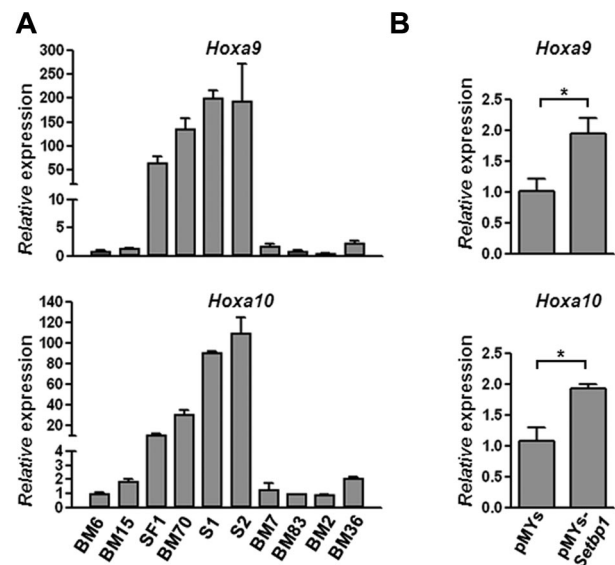 A
Hoxa9
Relative expression
300
250
200
150
100
50
10
5
0
Hoxa10
Relative expression
140
120
100
80
60
40
20
4
3
2
1
0
BM6
BM15
SF1
BM70
S1
S2
BM7
BM83
BM2
BM36
B
Hoxa9
Relative expression
2.5
2.0
1.5
1.0
0.5
0.0
*
Hoxa10
Relative expression
2.5
2.0
1.5
1.0
0.5
0.0
*
pMYs
pMYs-
Setbp1